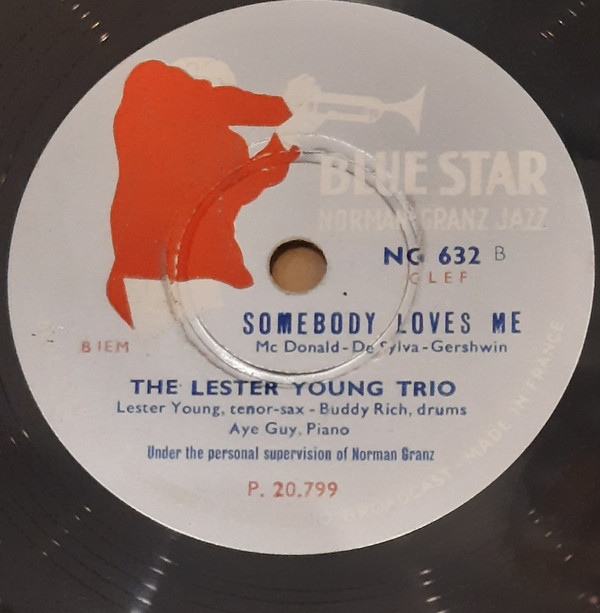 BLUE STAR
NORMAN GRANZ JAZZ
NG 632 B
CLEF
SOMEBODY LOVES ME
BIEM
Mc Donald - De Sylva - Gershwin
THE LESTER YOUNG TRIO
Lester Young, tenor-sax - Buddy Rich, drums
Aye Guy, Piano
Under the personal supervision of Norman Granz
P. 20.799
BROADCAST · MADE IN FRANCE